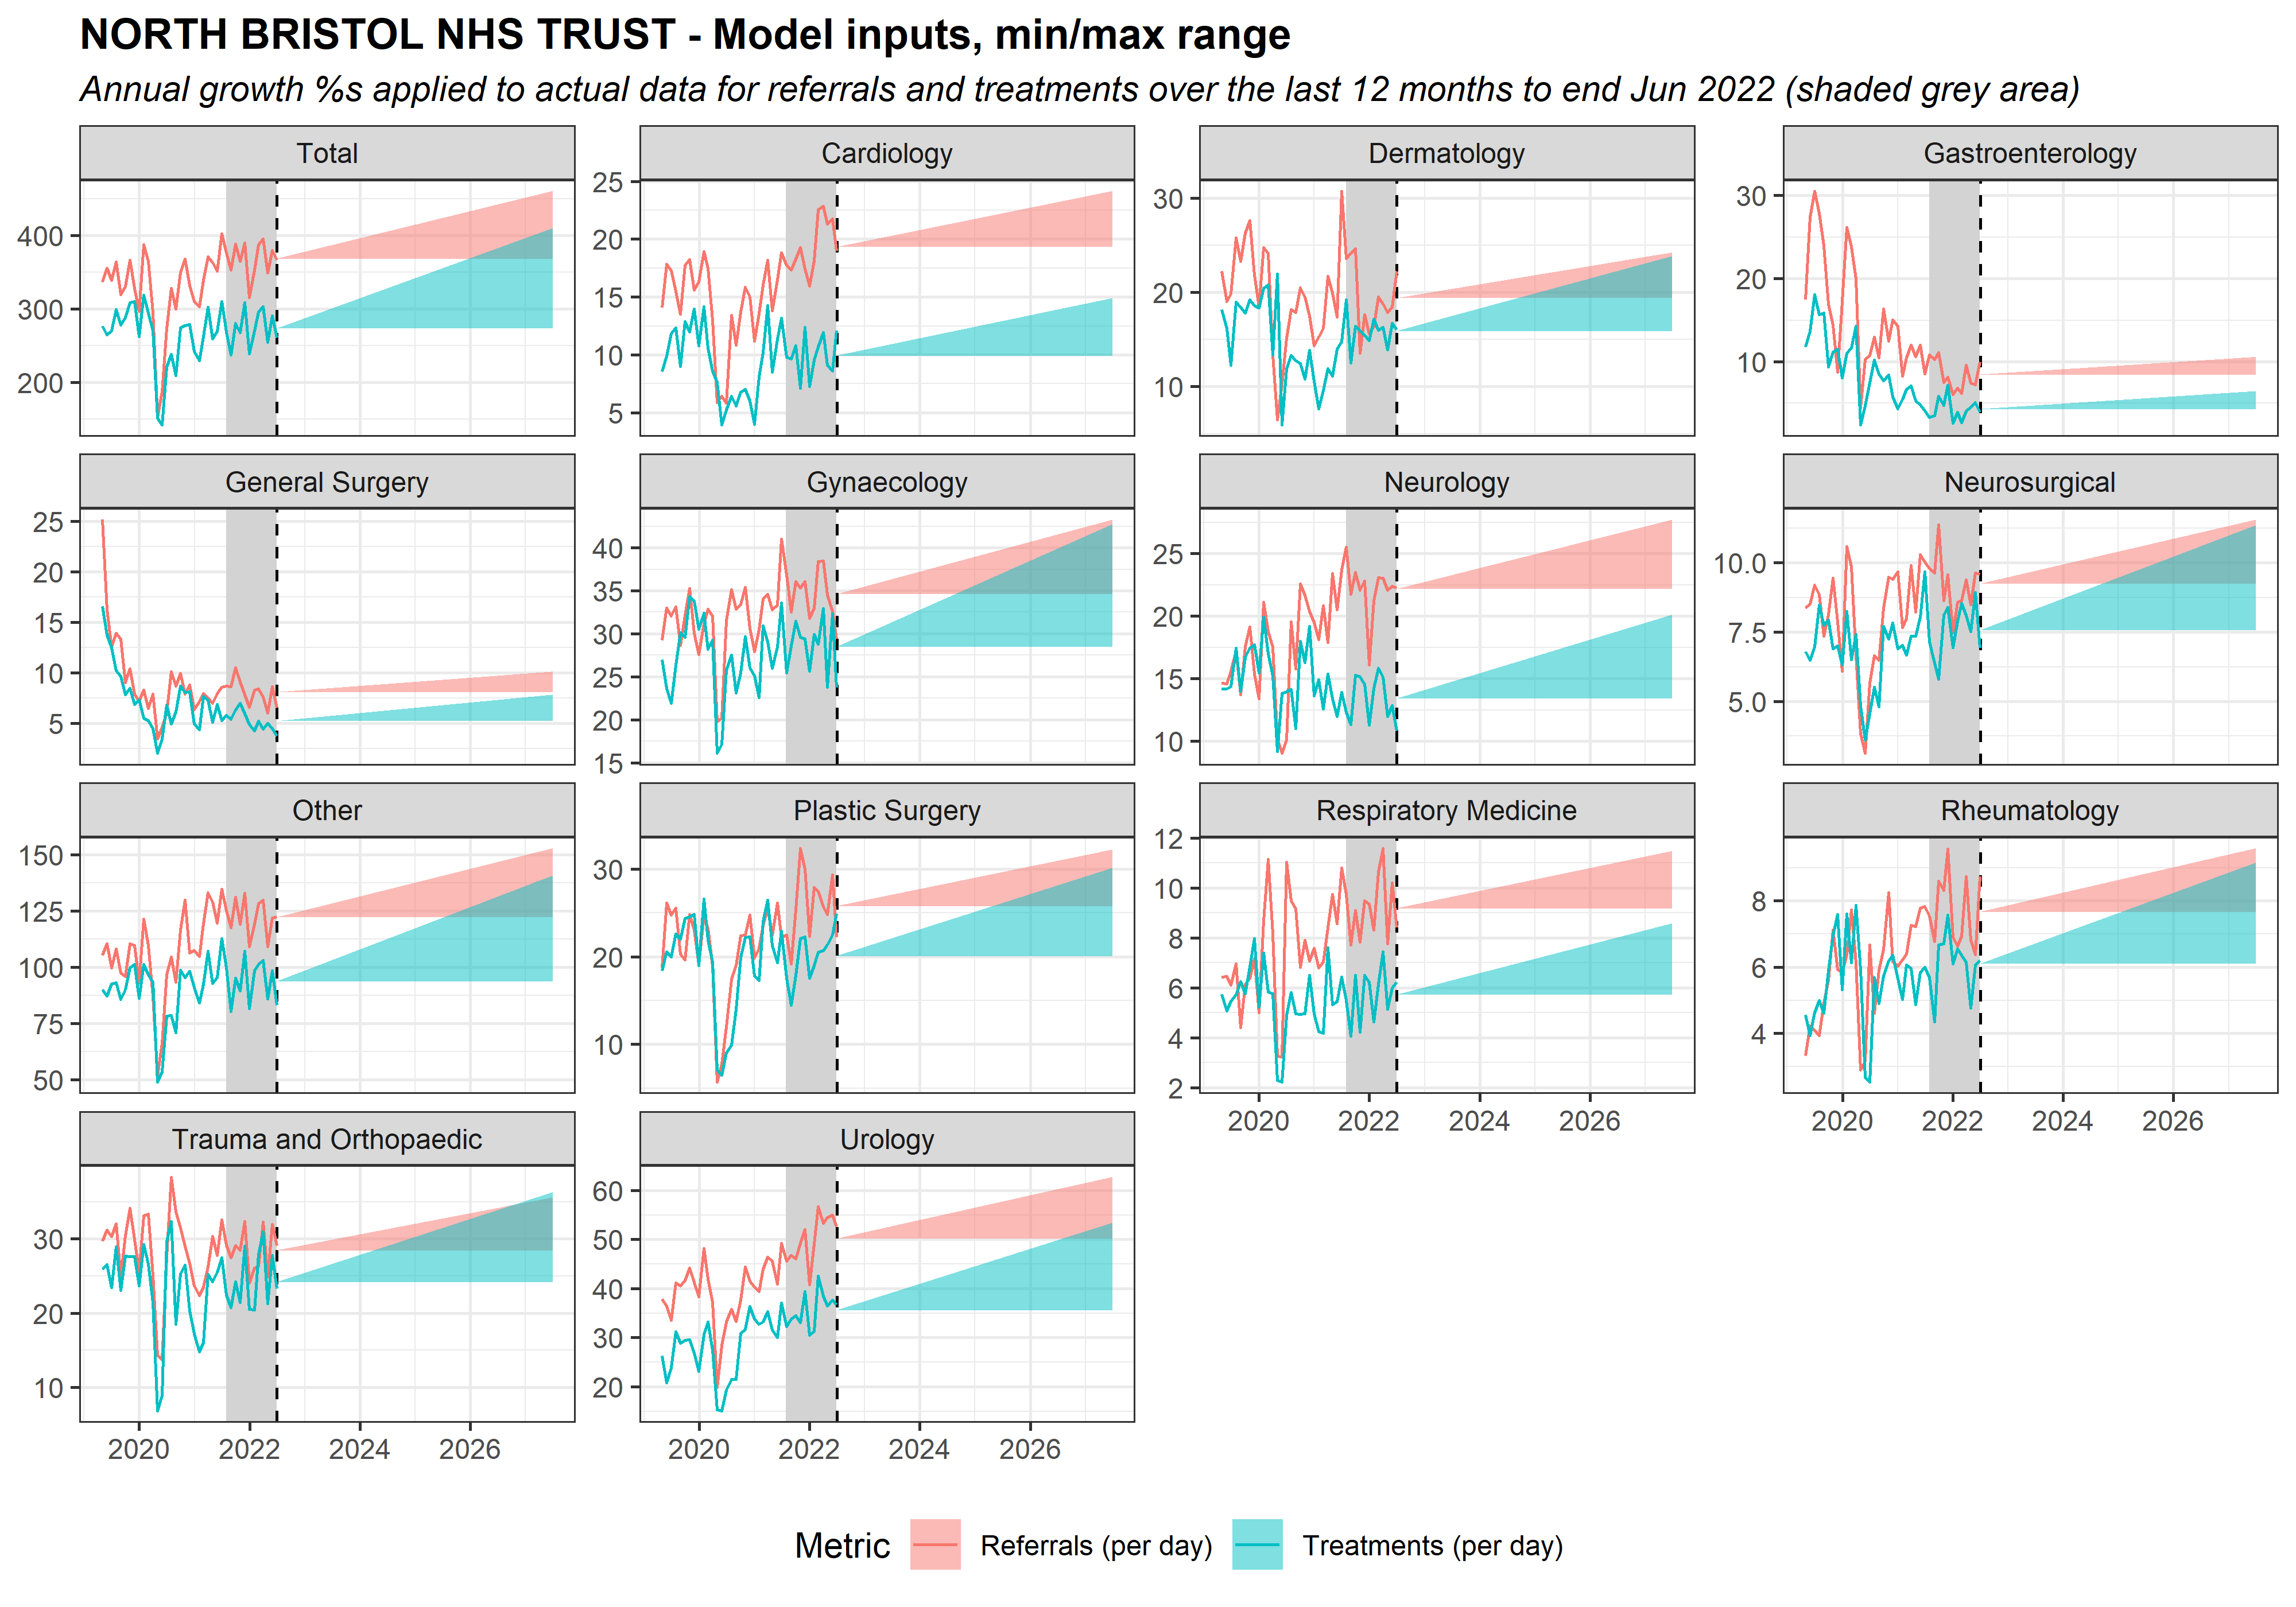 NORTH BRISTOL NHS TRUST - Model inputs, min/max range
Annual growth %s applied to actual data for referrals and treatments over the last 12 months to end Jun 2022 (shaded grey area)
Total
Cardiology
Dermatology
Gastroenterology
400
300
200
25
20
15
10
5
30
20
10
30
20
10
General Surgery
Gynaecology
Neurology
Neurosurgical
25
20
15
10
5
40
35
30
25
20
15
25
20
15
10
10.0
7.5
5.0
Other
Plastic Surgery
Respiratory Medicine
Rheumatology
150
125
100
75
50
30
20
10
12
10
8
6
4
2
8
6
4
2020 2022 2024 2026
2020 2022 2024 2026
Trauma and Orthopaedic
Urology
30
20
10
60
50
40
30
20
2020 2022 2024 2026
2020 2022 2024 2026
Metric Referrals (per day) Treatments (per day)